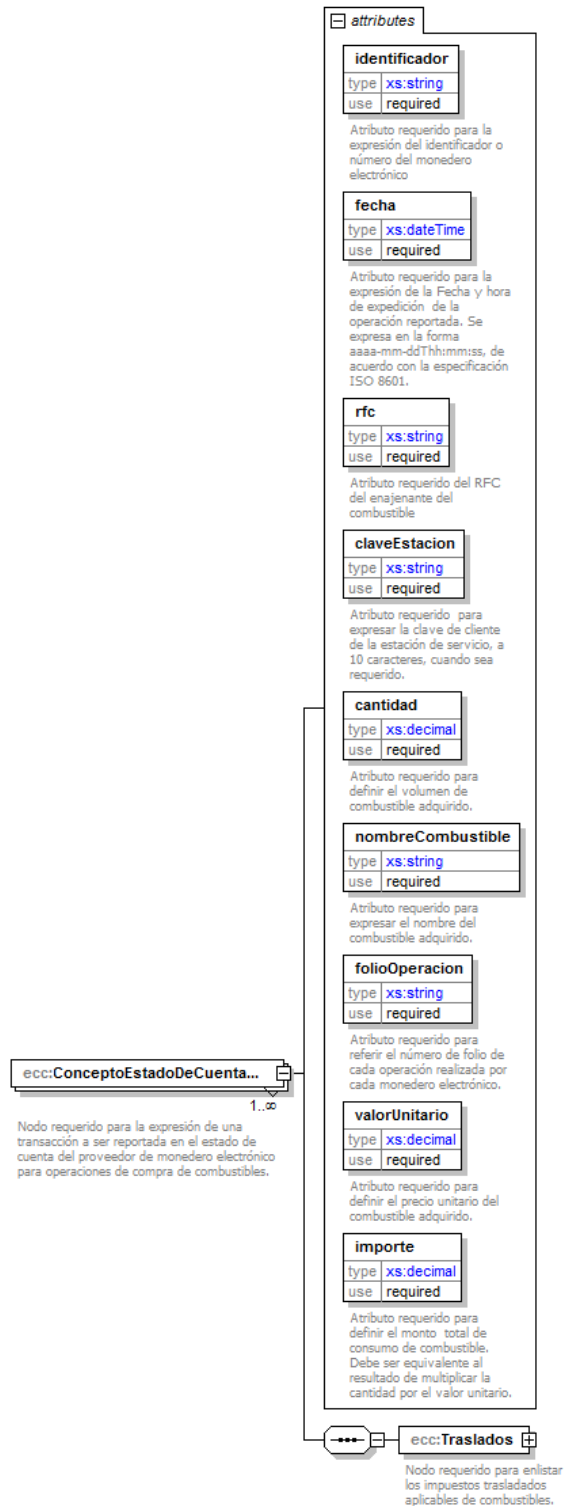 attributes
identificador
type xs:string
use required
Atributo requerido para la
expresión del identificador o
número del monedero
electrónico
fecha
type xs:dateTime
use required
Atributo requerido para la
expresión de la Fecha y hora
de expedición  de la
operación reportada. Se
expresa en la forma
aaaa-mm-ddThh:mm:ss, de
acuerdo con la especificación
ISO 8601.
rfc
type xs:string
use required
Atributo requerido del RFC
del enajenante del
combustible
claveEstacion
type xs:string
use required
Atributo requerido  para
expresar la clave de cliente
de la estación de servicio, a
10 caracteres, cuando sea
requerido.
cantidad
type xs:decimal
use required
Atributo requerido para
definir el volumen de
combustible adquirido.
nombreCombustible
type xs:string
use required
Atributo requerido para
expresar el nombre del
combustible adquirido.
folioOperacion
type xs:string
use required
Atributo requerido para
referir el número de folio de
cada operación realizada por
cada monedero electrónico.
ecc:ConceptoEstadoDeCuenta...
1..∞
Nodo requerido para la expresión de una
transacción a ser reportada en el estado de
cuenta del proveedor de monedero electrónico
para operaciones de compra de combustibles.
valorUnitario
type xs:decimal
use required
Atributo requerido para
definir el precio unitario del
combustible adquirido.
importe
type xs:decimal
use required
Atributo requerido para
definir el monto  total de
consumo de combustible.
Debe ser equivalente al
resultado de multiplicar la
cantidad por el valor unitario.
ecc:Traslados
Nodo requerido para enlistar
los impuestos trasladados
aplicables de combustibles.